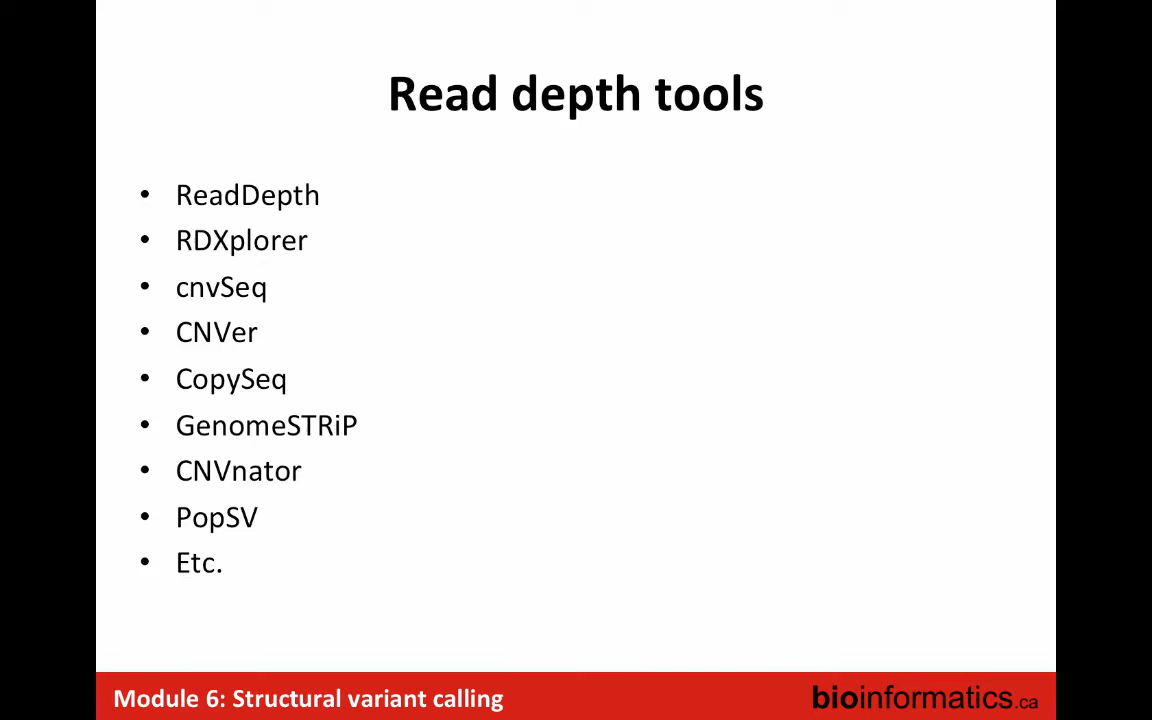 Read depth tools
• ReadDepth
• RDXplorer
• cnvSeq
• CNVer
• CopySeq
• GenomeSTRiP
• CNVnator
• PopSV
• Etc.
Module 6: Structural variant calling
bioinformatics.ca